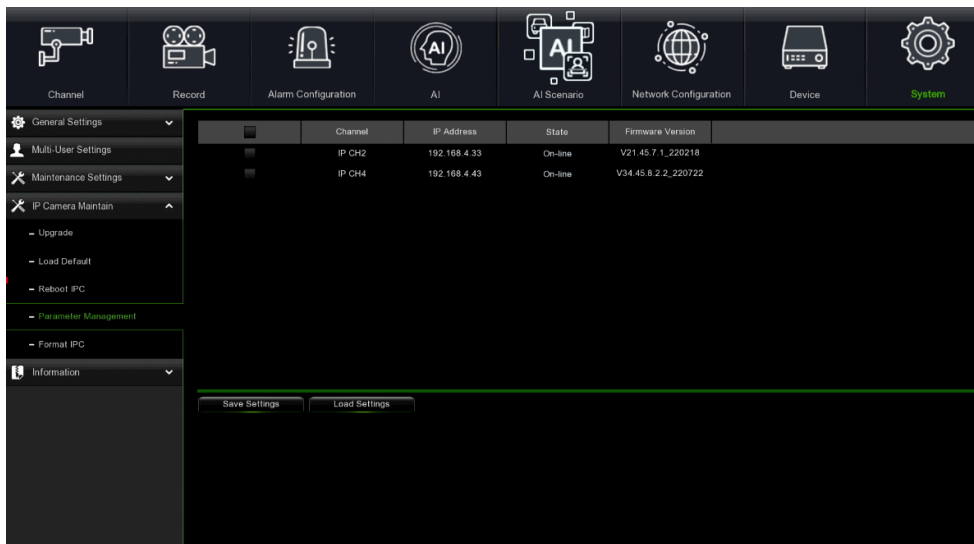 AI
AI
Channel Record Alarm Configuration AI AI Scenario Network Configuration Device System
General Settings
Multi-User Settings
Maintenance Settings
IP Camera Maintain
Upgrade
Load Default
Reboot IPC
Parameter Management
Format IPC
Information
Channel IP Address State Firmware Version
IP CH2 192.168.4.33 On-line V21.45.7.1_220218
IP CH4 192.168.4.43 On-line V34.45.8.2.2_220722
Save Settings Load Settings